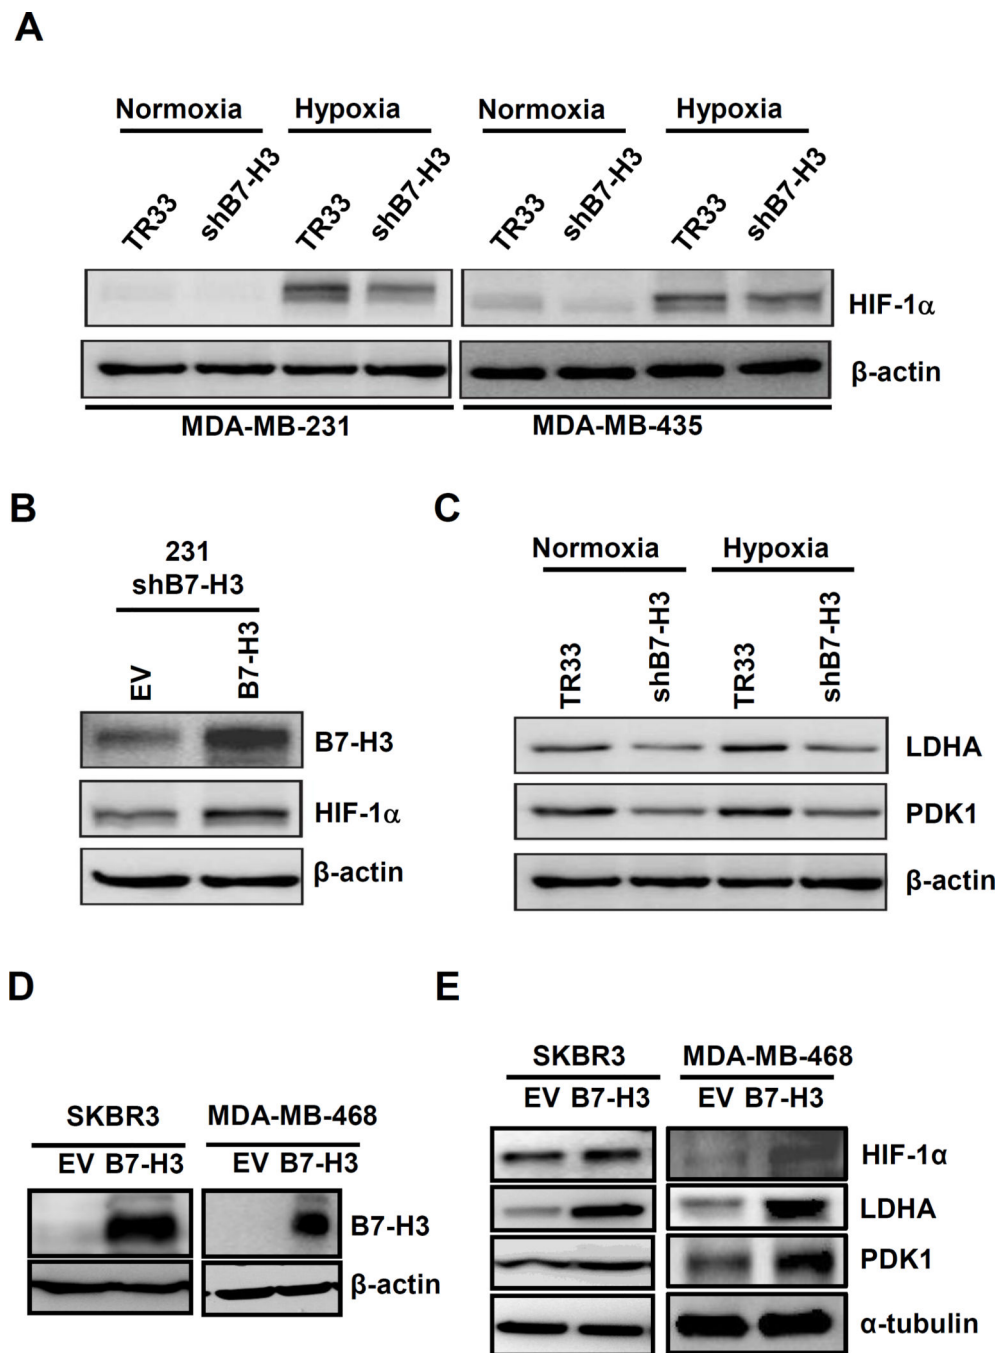 A
Normoxia Hypoxia Normoxia Hypoxia
TR33 shB7-H3 TR33 shB7-H3 TR33 shB7-H3 TR33 shB7-H3
HIF-1α
β-actin
MDA-MB-231 MDA-MB-435
B
231
shB7-H3
EV B7-H3
B7-H3
HIF-1α
β-actin
C
Normoxia Hypoxia
TR33 shB7-H3 TR33 shB7-H3
LDHA
PDK1
β-actin
D
SKBR3 MDA-MB-468
EV B7-H3 EV B7-H3
B7-H3
β-actin
E
SKBR3 MDA-MB-468
EV B7-H3 EV B7-H3
HIF-1α
LDHA
PDK1
α-tubulin